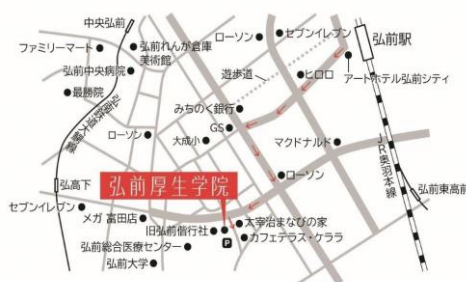 中央弘前
ファミリーマート
弘前れんが倉庫
美術館
弘前中央病院
最勝院
弘南鉄道大鰐線
ローソン
セブンイレブン
弘前駅
遊歩道
ヒロロ
アートホテル弘前シティ
みちのく銀行
GS
ローソン
大成小
マクドナルド
JR奥羽本線
弘高下
弘前厚生学院
ローソン
弘前東高前
セブンイレブン
メガ 富田店
旧弘前偕行社
P
太宰治まなびの家
カフェテラス・ケララ
弘前総合医療センター
弘前大学